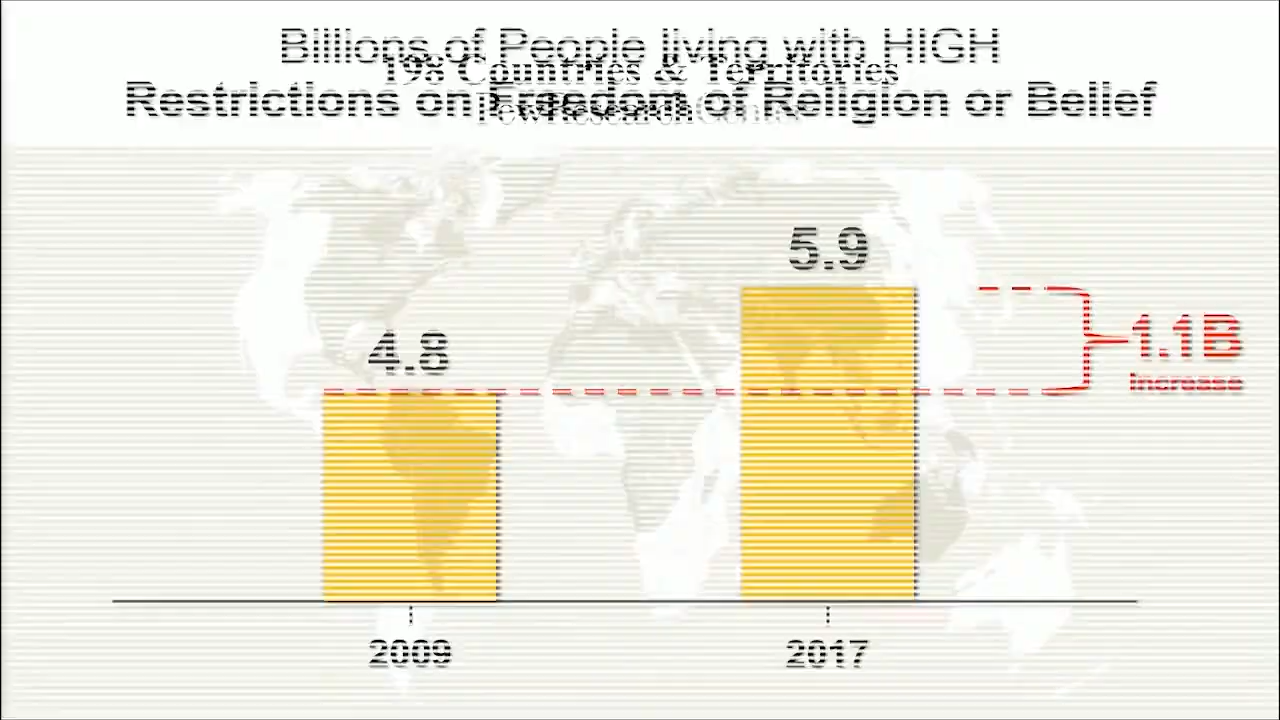 Billions of People living with HIGH
198 Countries & Territories
Restrictions on Freedom of Religion or Belief
PewResearchCenter
5.9
4.8
1.1B
increase
2009
2017